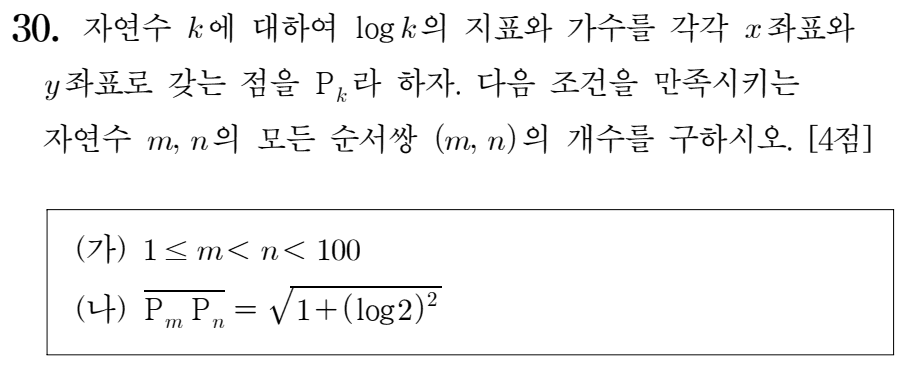 30. 자연수 k에 대하여 log k의 지표와 가수를 각각 x좌표와
y좌표로 갖는 점을 P_k라 하자. 다음 조건을 만족시키는
자연수 m, n의 모든 순서쌍 (m, n)의 개수를 구하시오. [4점]
(가) 1 ≤ m < n < 100
(나) \overline{P_m P_n} = \sqrt{1+(log2)^2}